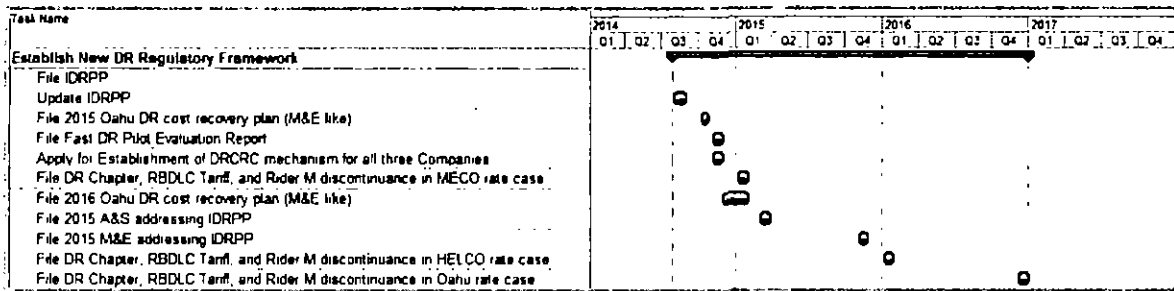 Task Name
2014 2015 2016 2017
Q1 Q2 Q3 Q4 Q1 Q2 Q3 Q4 Q1 Q2 Q3 Q4 Q1 Q2 Q3 Q4
Establish New DR Regulatory Framework
File IDRPP
Update IDRPP
File 2015 Oahu DR cost recovery plan (M&E like)
File Fast DR Pilot Evaluation Report
Apply for Establishment of DRCRC mechanism for all three Companies
File DR Chapter, RBDLC Tariff, and Rider M discontinuance in MECO rate case
File 2016 Oahu DR cost recovery plan (M&E like)
File 2015 A&S addressing IDRPP
File 2015 M&E addressing IDRPP
File DR Chapter, RBDLC Tariff, and Rider M discontinuance in HELCO rate case
File DR Chapter, RBDLC Tariff, and Rider M discontinuance in Oahu rate case